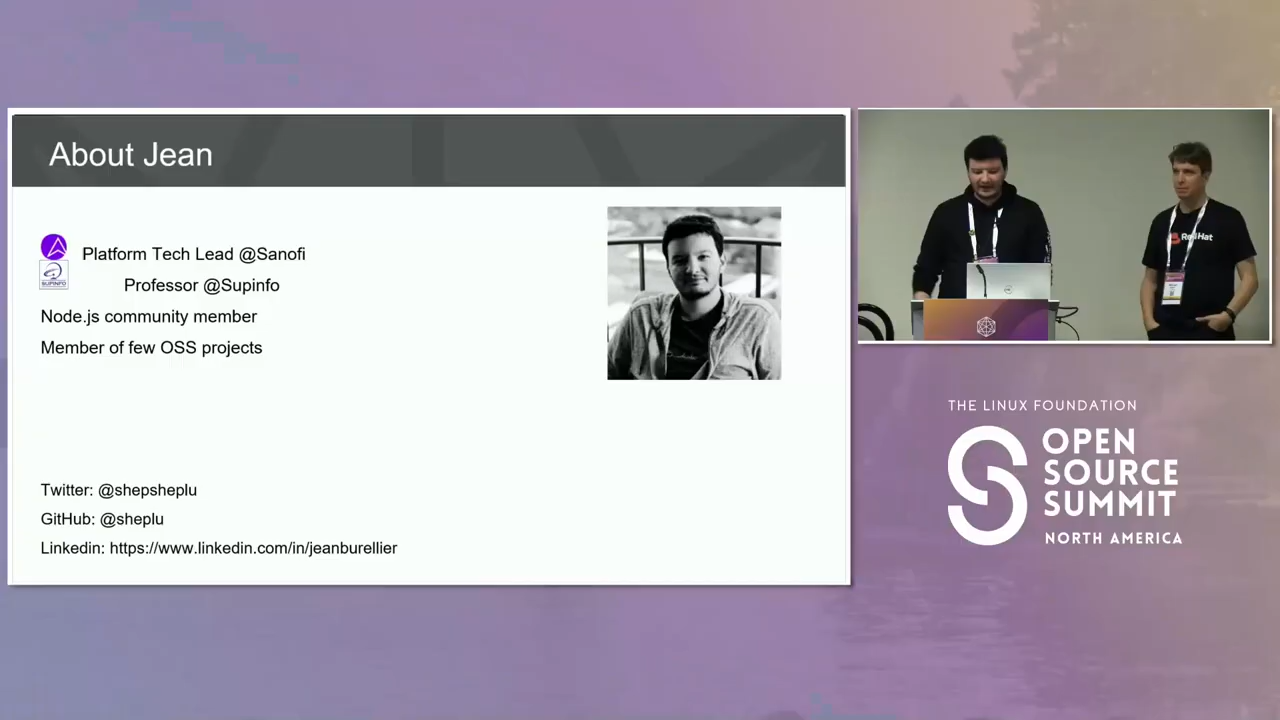 About Jean
Platform Tech Lead @Sanofi
SUPINFO
Professor @Supinfo
Node.js community member
Member of few OSS projects
Twitter: @shepsheplu
GitHub: @sheplu
Linkedin: https://www.linkedin.com/in/jeanburellier
Red Hat
THE LINUX FOUNDATION
OPEN
SOURCE
SUMMIT
NORTH AMERICA